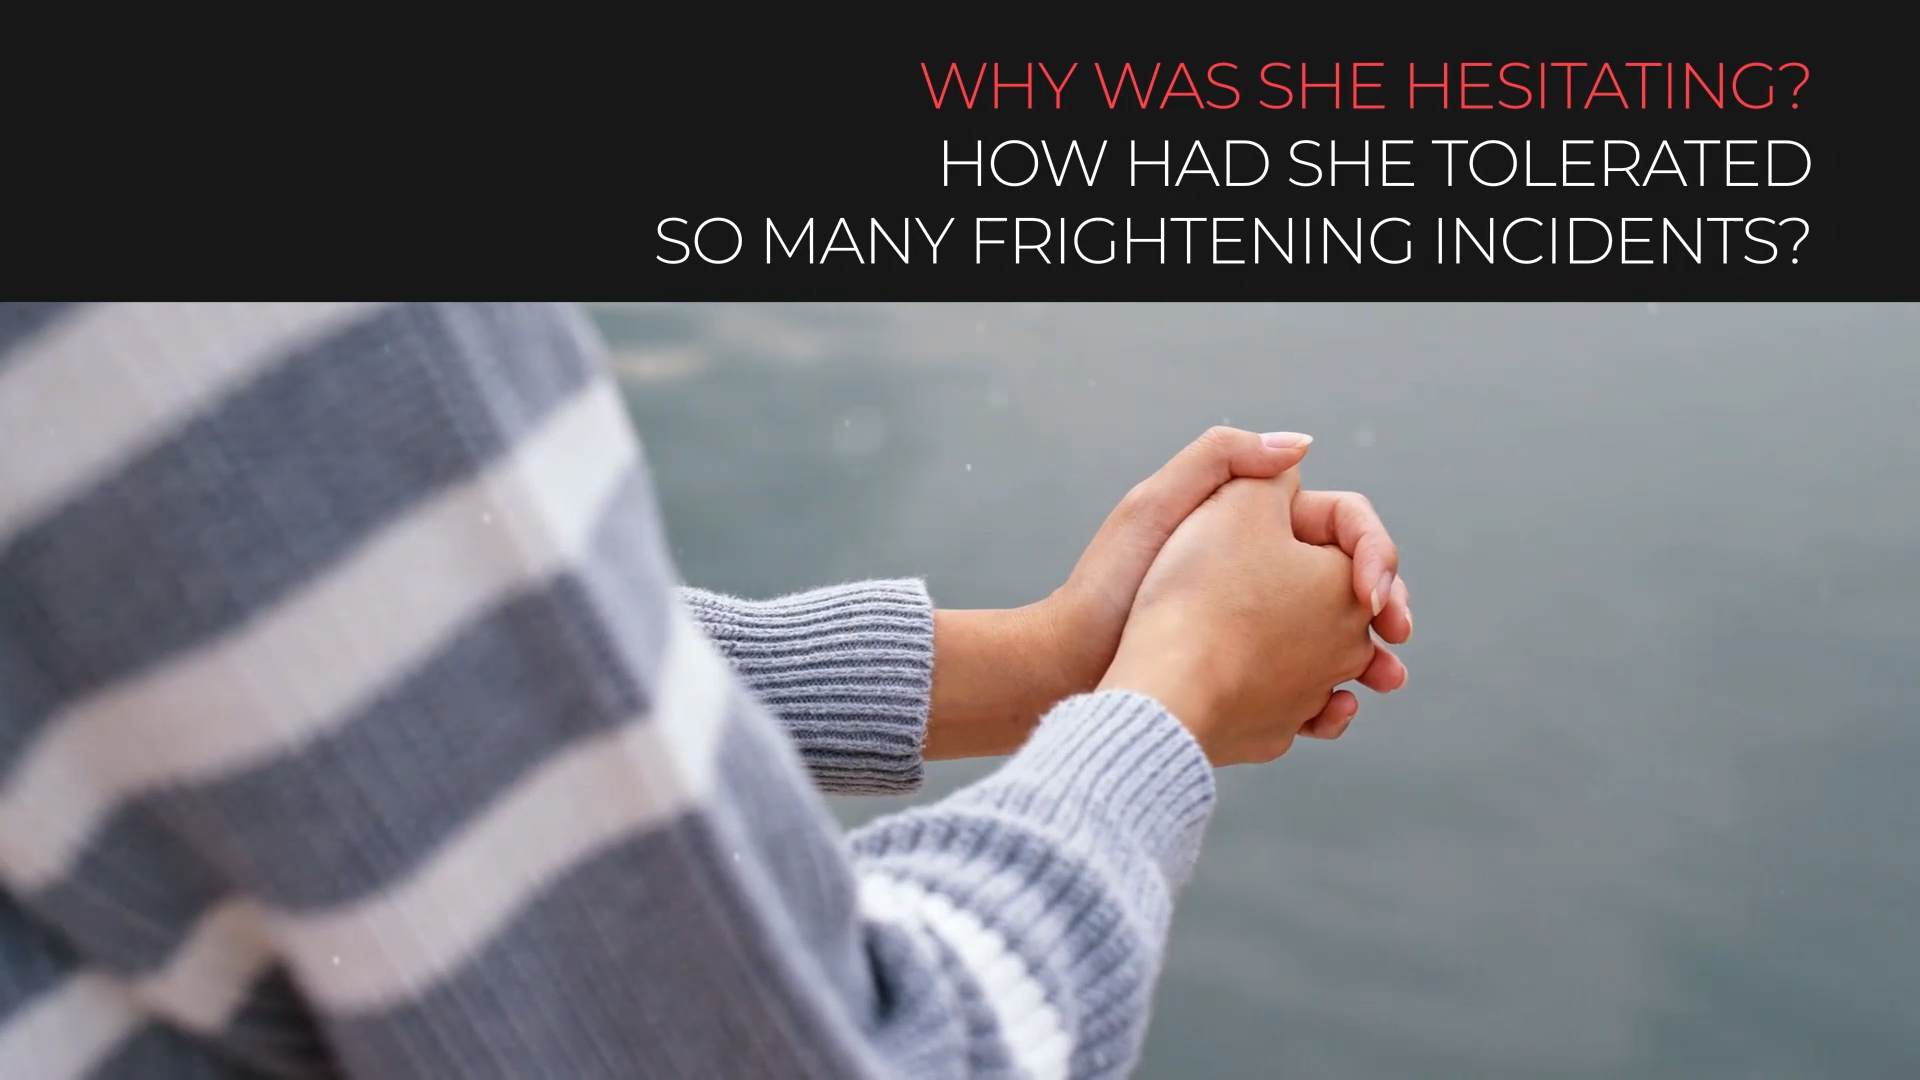 WHY WAS SHE HESITATING?
HOW HAD SHE TOLERATED
SO MANY FRIGHTENING INCIDENTS?